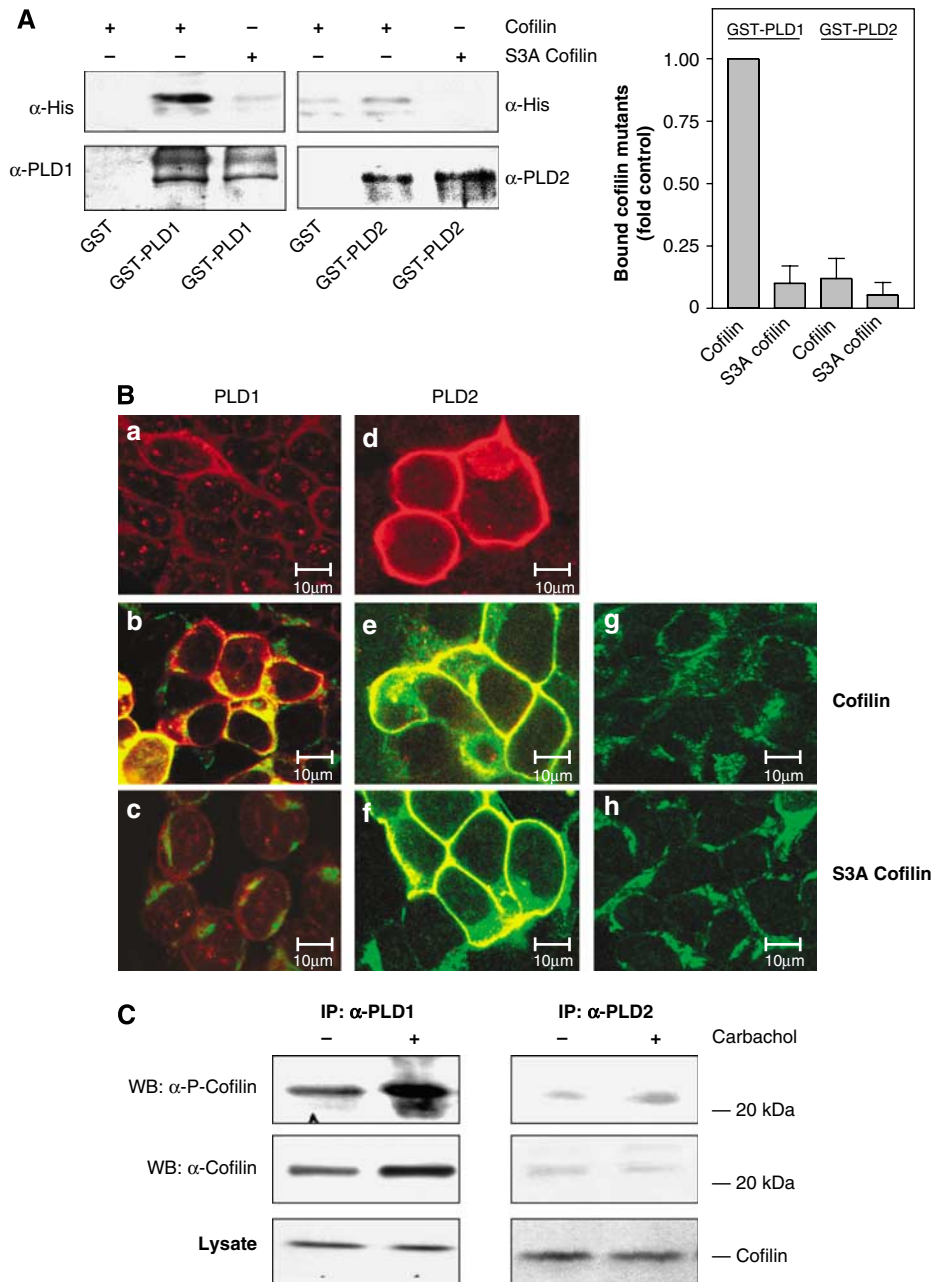 A
+ + – + + – Cofilin
– – + – – + S3A Cofilin
α-His
α-His
α-PLD1
α-PLD2
GST
GST-PLD1
GST-PLD1
GST
GST-PLD2
GST-PLD2
GST-PLD1 GST-PLD2
1.00
0.75
0.50
0.25
0
Bound cofilin mutants
(fold control)
Cofilin
S3A cofilin
Cofilin
S3A cofilin
B
PLD1 PLD2
a
10µm
d
10µm
b
10µm
e
10µm
g
10µm
Cofilin
c
10µm
f
10µm
h
10µm
S3A Cofilin
C
IP: α-PLD1 IP: α-PLD2
– + – + Carbachol
WB: α-P-Cofilin
— 20 kDa
WB: α-Cofilin
— 20 kDa
Lysate
— Cofilin